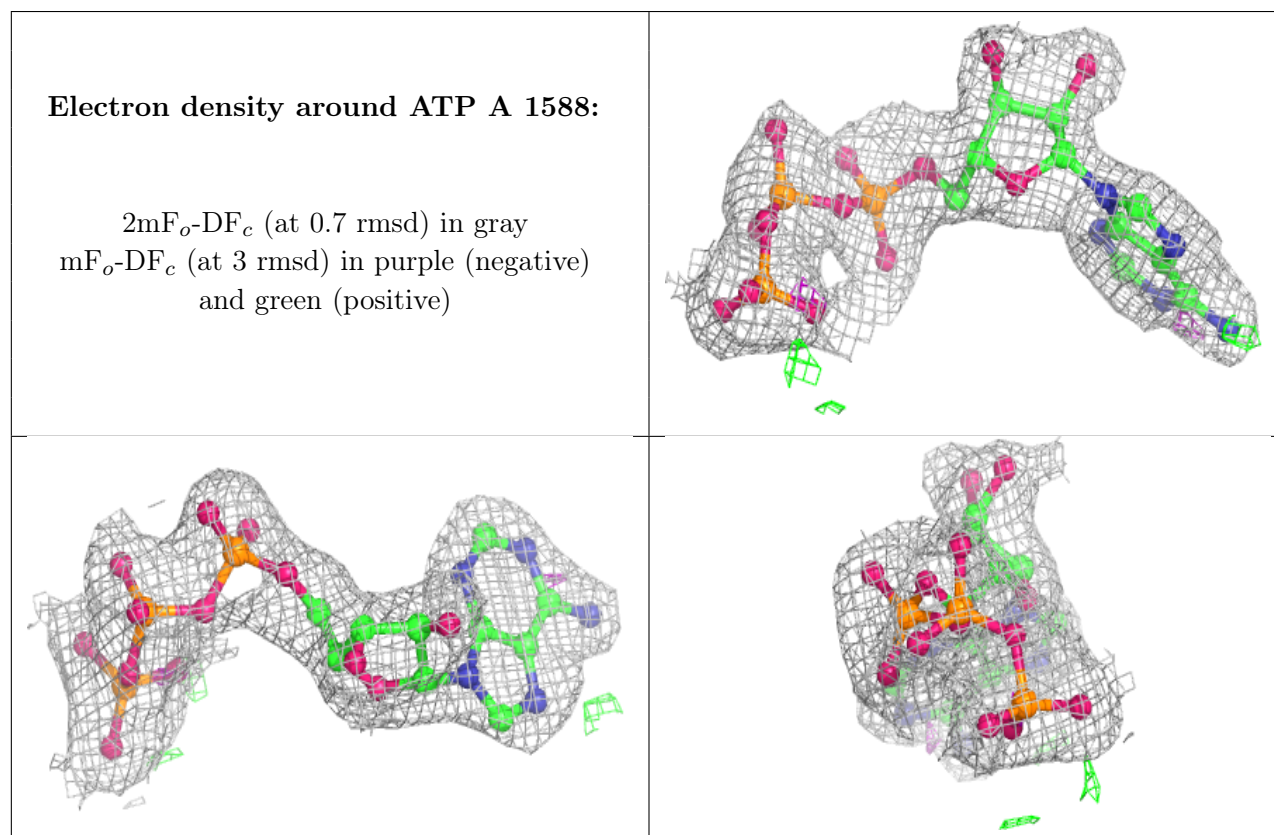 Electron density around ATP A 1588:
2mFo-DFc (at 0.7 rmsd) in gray
mFo-DFc (at 3 rmsd) in purple (negative)
and green (positive)